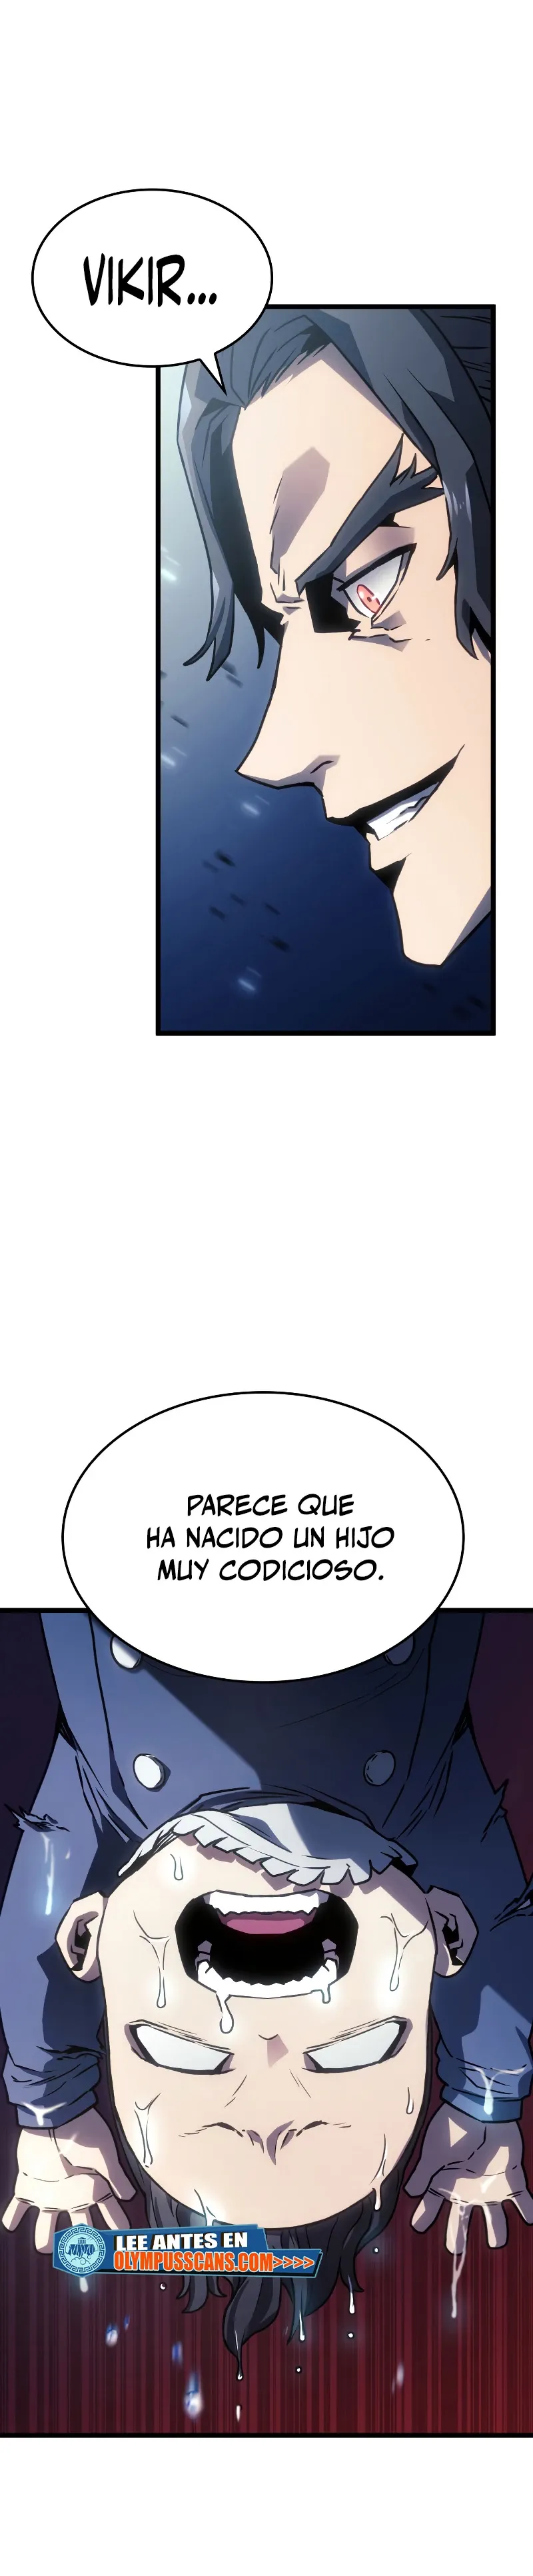 VIKIR...
PARECE QUE
HA NACIDO UN HIJO
MUY CODICIOSO.
LEE ANTES EN
OLYMPUSSCANS.COM>>>>